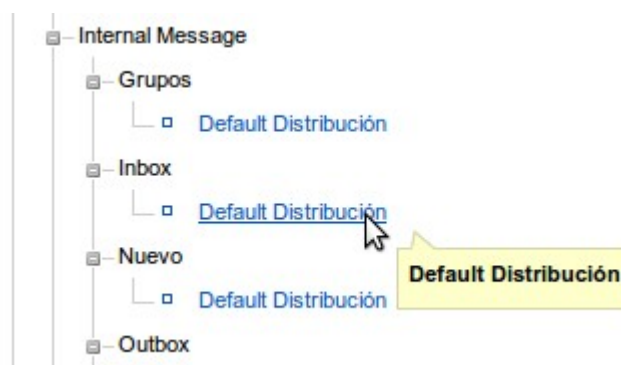 Internal Message
Grupos
Default Distribución
Inbox
Default Distribución
Nuevo
Default Distribución
Default Distribución
Outbox